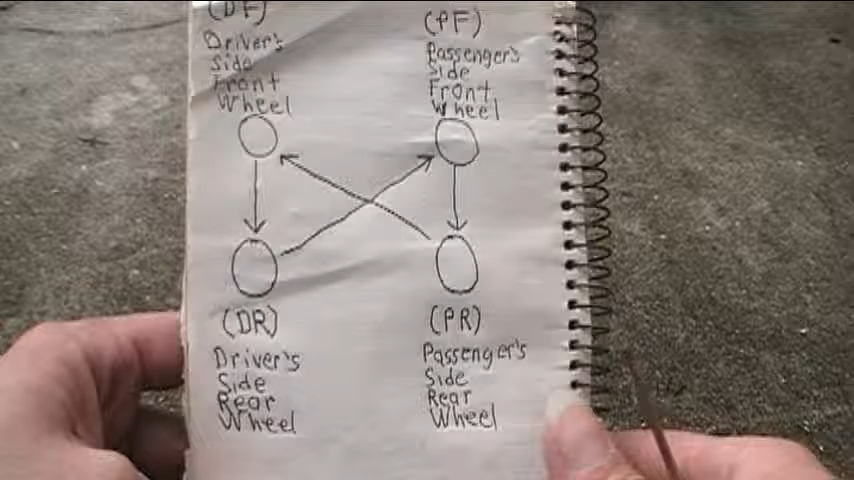 (DF)
Driver's
Side
Front
Wheel
(PF)
Passenger's
Side
Front
Wheel
(DR)
Driver's
Side
Rear
Wheel
(PR)
Passenger's
Side
Rear
Wheel